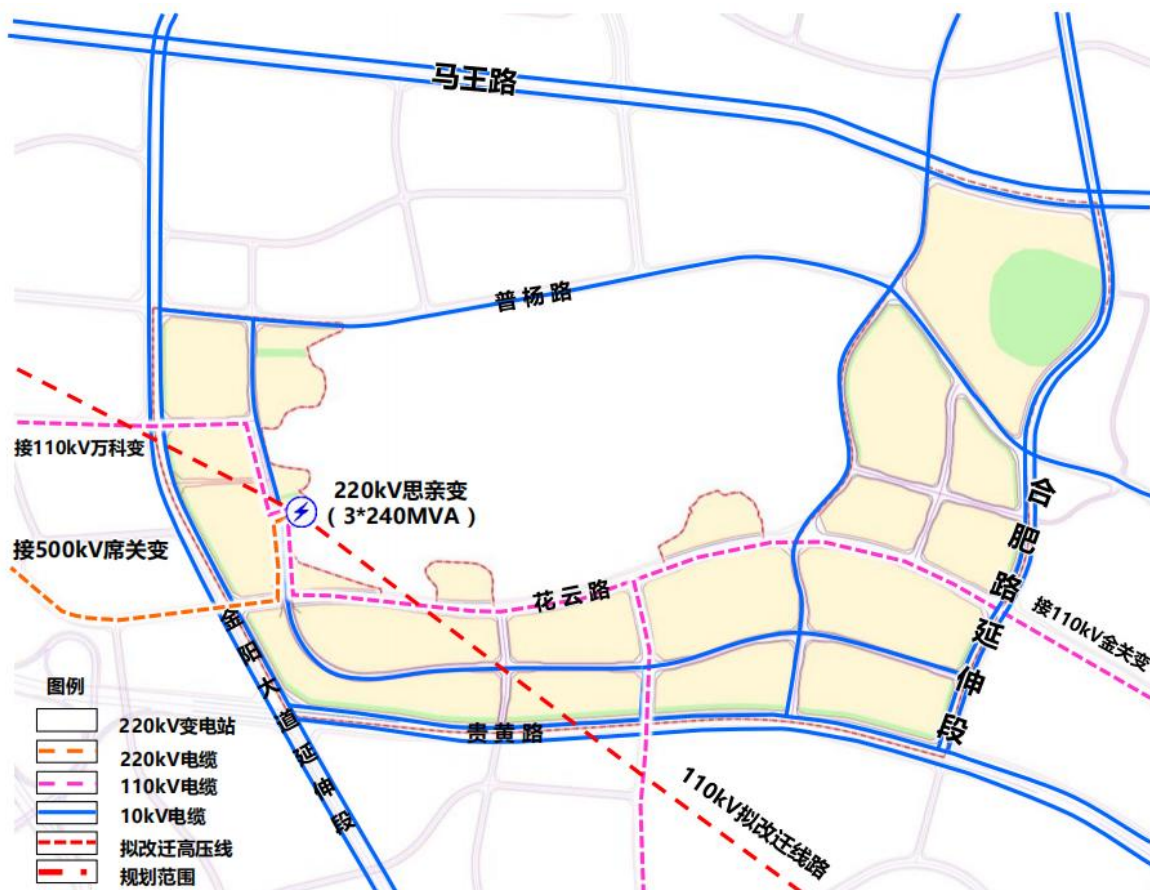 马王路
普杨路
接110kV万科变
220kV思亲变
（3*240MVA）
接500kV席关变
花云路
合肥路延伸段
接110kV金关变
金阳大道延伸段
贵黄路
110kV拟改迁线路
图例
220kV变电站
220kV电缆
110kV电缆
10kV电缆
拟改迁高压线
规划范围